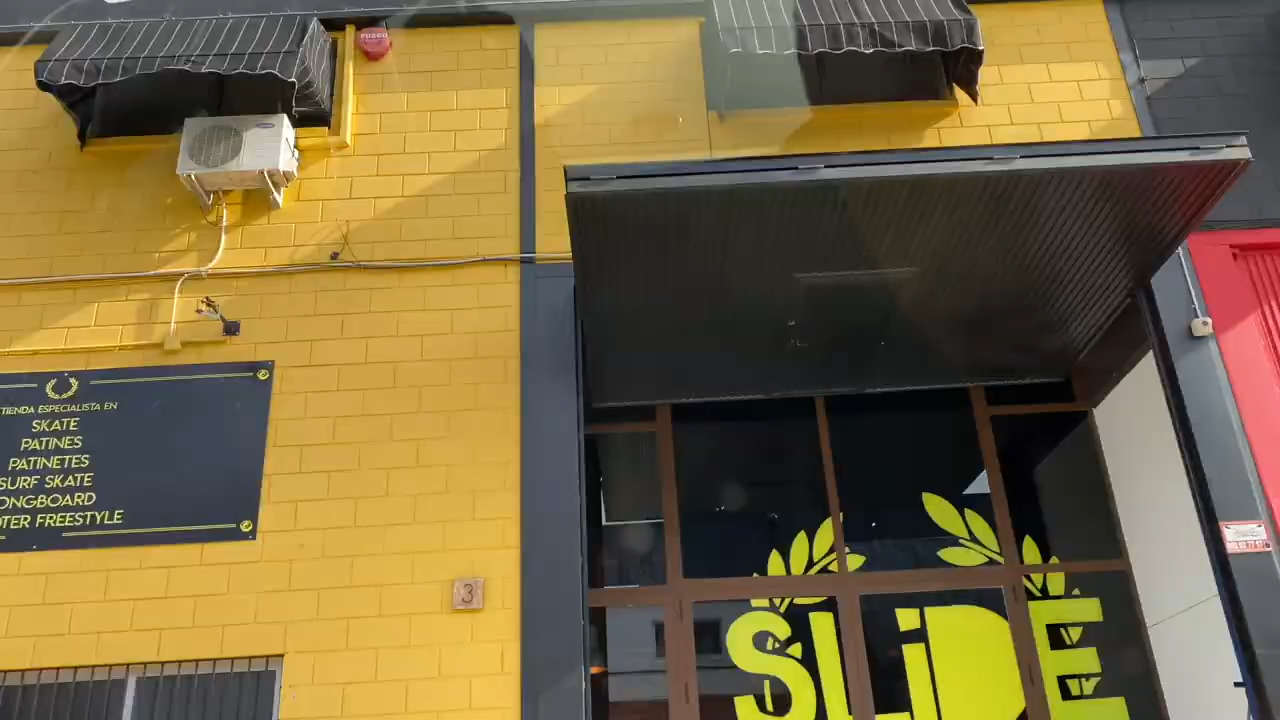 TIENDA ESPECIALISTA EN
SKATE
PATINES
PATINETES
SURF SKATE
ONGBOARD
OTER FREESTYLE
3
SLiDE